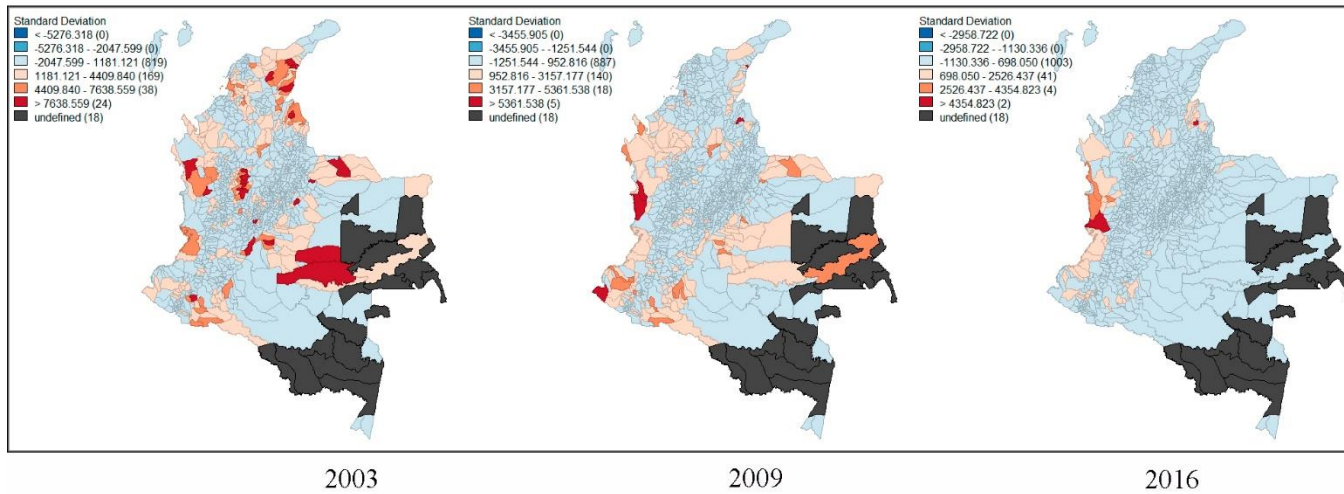 Standard Deviation
< -5276.318 (0)
-5276.318 - -2047.599 (0)
-2047.599 - 1181.121 (819)
1181.121 - 4409.840 (169)
4409.840 - 7638.559 (38)
> 7638.559 (24)
undefined (18)
Standard Deviation
< -3455.905 (0)
-3455.905 - -1251.544 (0)
-1251.544 - 952.816 (887)
952.816 - 3157.177 (140)
3157.177 - 5361.538 (18)
> 5361.538 (5)
undefined (18)
Standard Deviation
< -2958.722 (0)
-2958.722 - -1130.336 (0)
-1130.336 - 698.050 (1003)
698.050 - 2526.437 (41)
2526.437 - 4354.823 (4)
> 4354.823 (2)
undefined (18)
2003
2009
2016